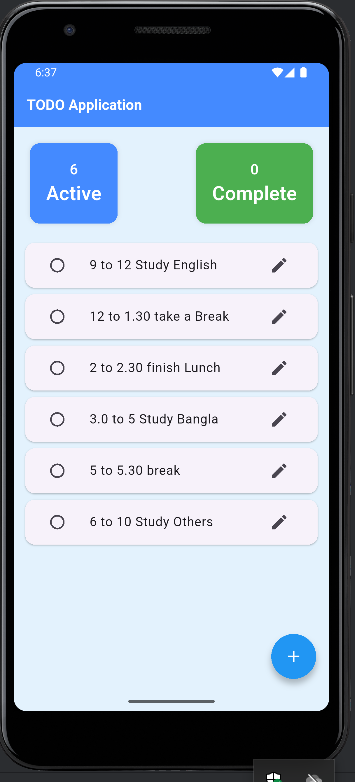 6:37
TODO Application
6
Active
0
Complete
9 to 12 Study English
12 to 1.30 take a Break
2 to 2.30 finish Lunch
3.0 to 5 Study Bangla
5 to 5.30 break
6 to 10 Study Others
+